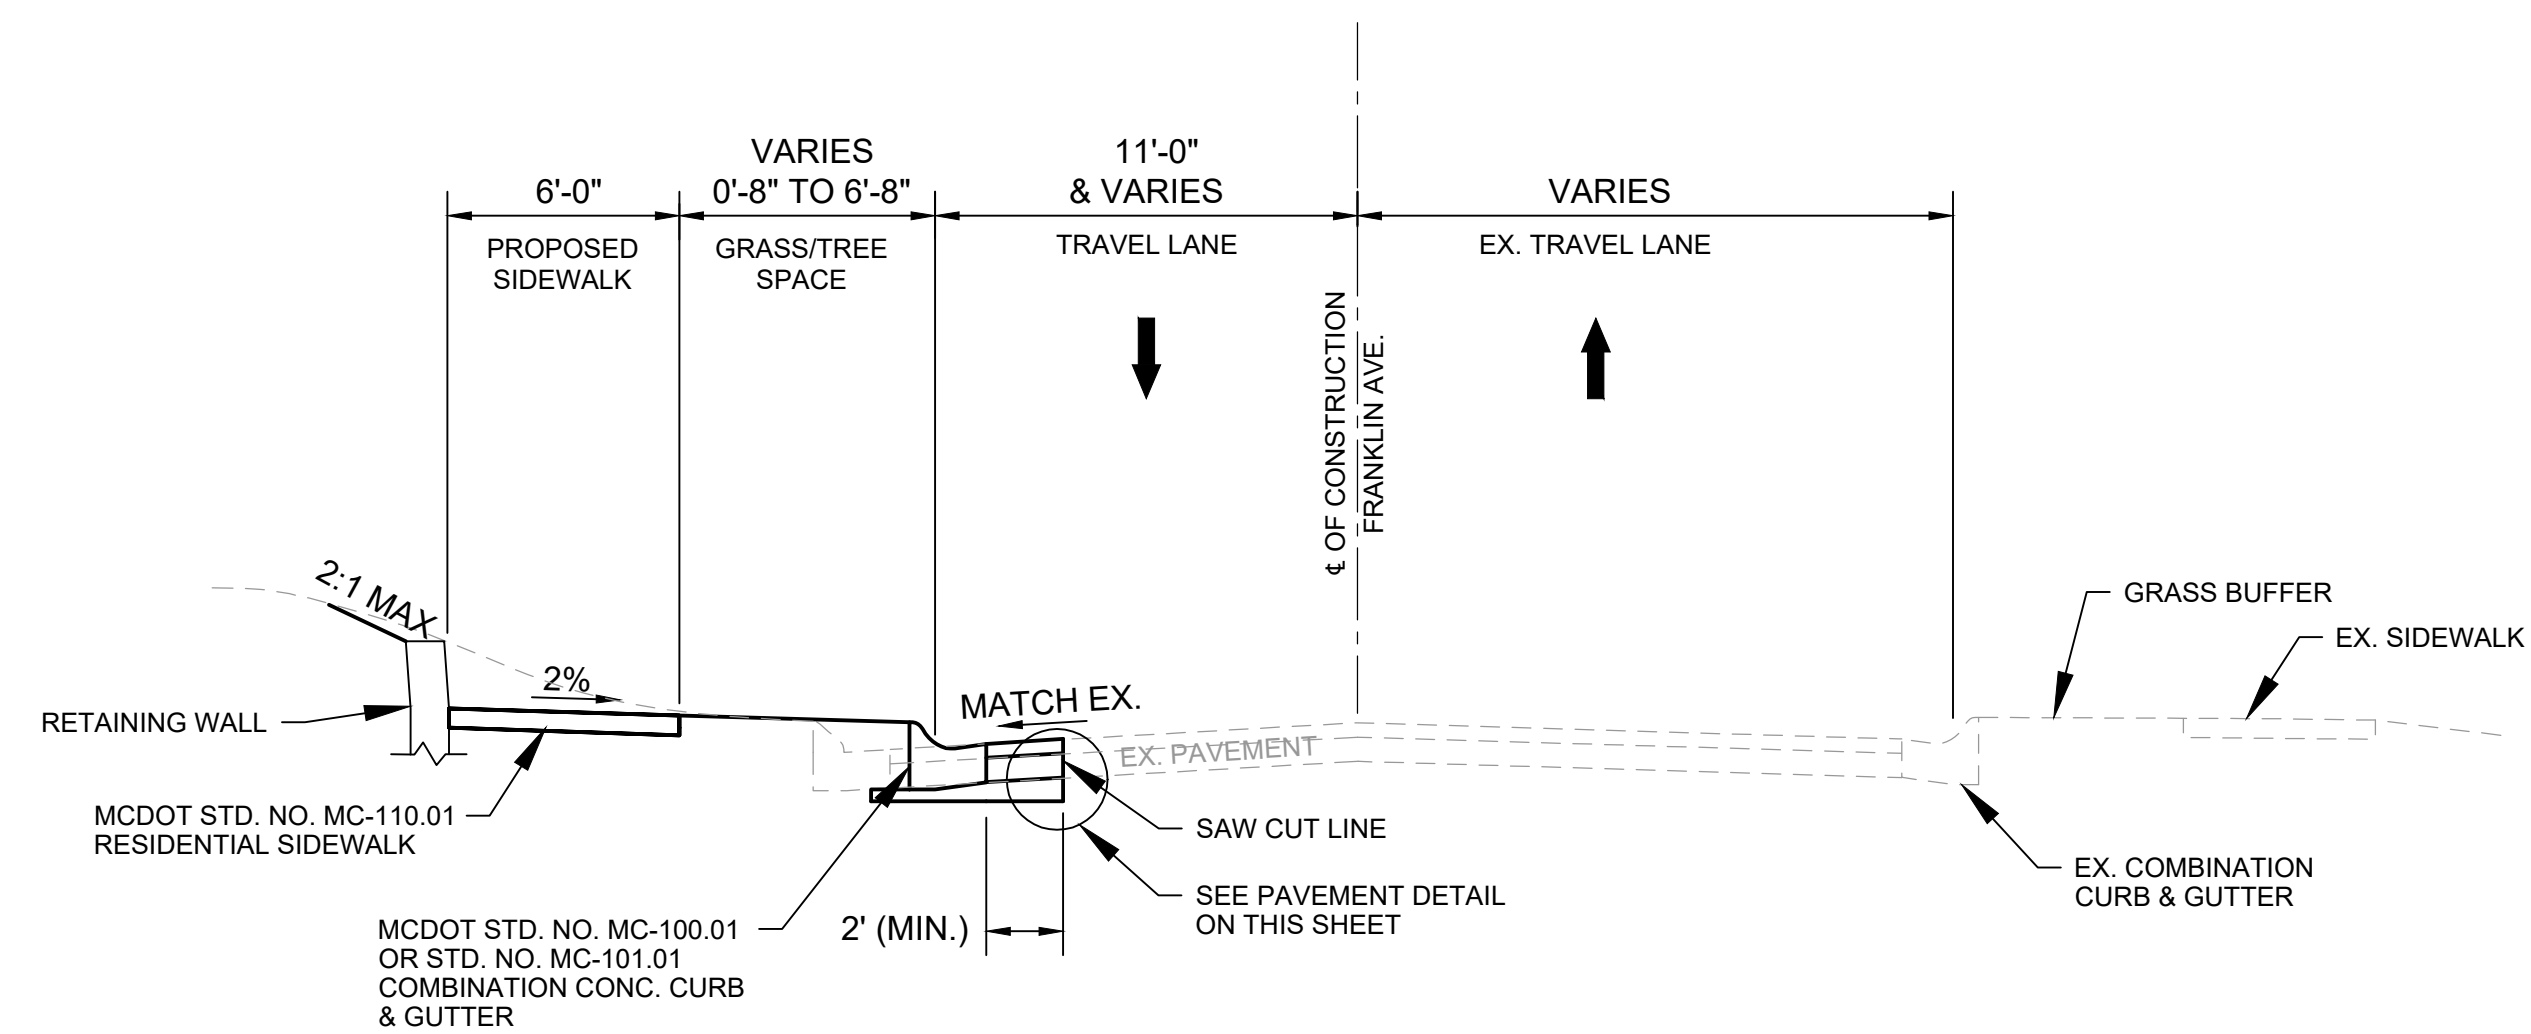 VARIES
11'-0"
6'-0"
0'-8" TO 6'-8"
& VARIES
VARIES
PROPOSED
SIDEWALK
GRASS/TREE
SPACE
TRAVEL LANE
EX. TRAVEL LANE
℄ OF CONSTRUCTION
FRANKLIN AVE.
2:1 MAX
GRASS BUFFER
EX. SIDEWALK
2%
MATCH EX.
RETAINING WALL
EX. PAVEMENT
MCDOT STD. NO. MC-110.01
RESIDENTIAL SIDEWALK
SAW CUT LINE
SEE PAVEMENT DETAIL
ON THIS SHEET
EX. COMBINATION
CURB & GUTTER
2' (MIN.)
MCDOT STD. NO. MC-100.01
OR STD. NO. MC-101.01
COMBINATION CONC. CURB
& GUTTER